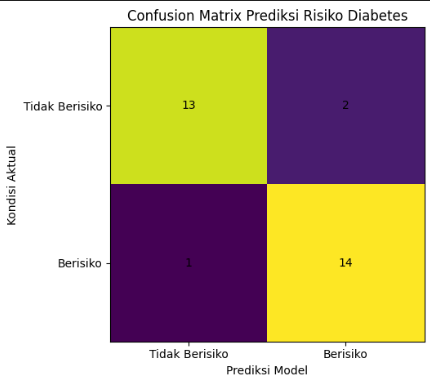 Confusion Matrix Prediksi Risiko Diabetes
Kondisi Aktual
Tidak Berisiko
13
2
Berisiko
1
14
Tidak Berisiko
Berisiko
Prediksi Model